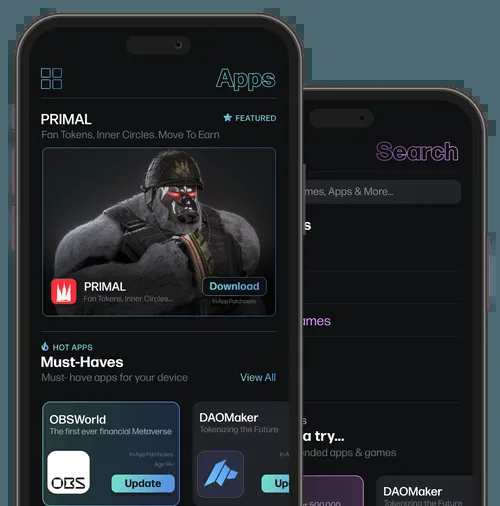 Apps
PRIMAL
FEATURED
Fan Tokens, Inner Circles. Move To Earn
PRIMAL
Fan Tokens, Inner Circles...
Download
In-App Purchases
HOT APPS
Must-Haves
Must- have apps for your device
View All
OBSWorld
The first ever financial Metaverse
In-App Purchases
Age 14+
OBS
Update
DAOMaker
Tokenizing the Future
In-A
Up
Search
mes, Apps & More...
s
ames
s
a try...
nded apps & games
r 500,000
DAOMaker
Tokenizing the Future